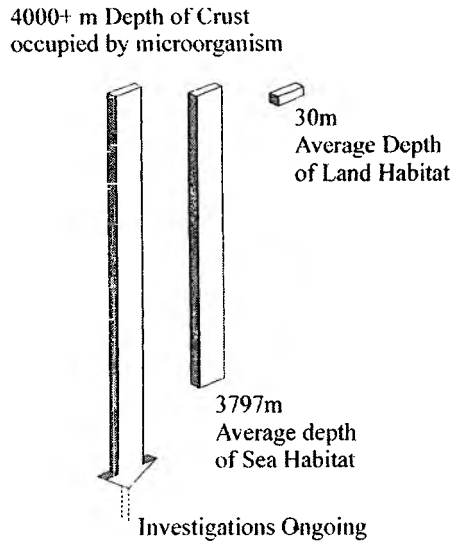 4000+ m Depth of Crust
occupied by microorganism
30m
Average Depth
of Land Habitat
3797m
Average depth
of Sea Habitat
Investigations Ongoing